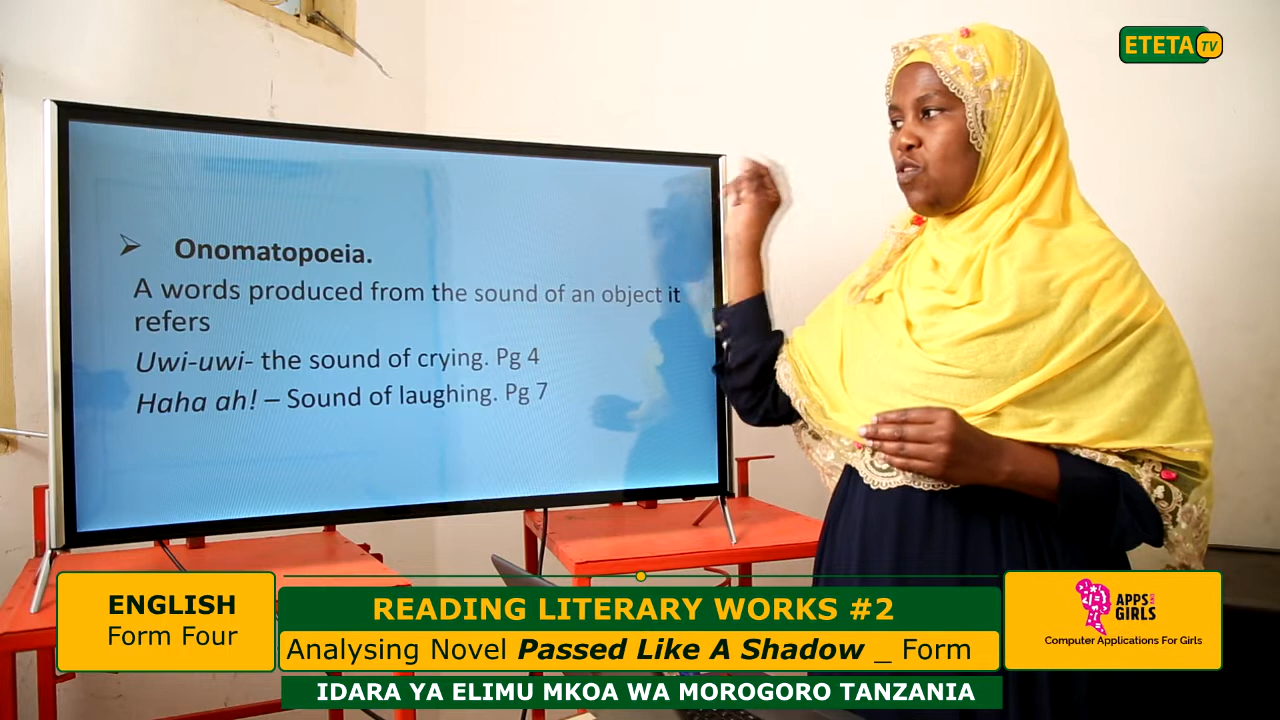 ETETA TV
Onomatopoeia.
A words produced from the sound of an object it
refers
Uwi-uwi- the sound of crying. Pg 4
Haha ah! – Sound of laughing. Pg 7
ENGLISH
Form Four
READING LITERARY WORKS #2
Analysing Novel Passed Like A Shadow _ Form
IDARA YA ELIMU MKOA WA MOROGORO TANZANIA
APPS AND
GIRLS
Computer Applications For Girls